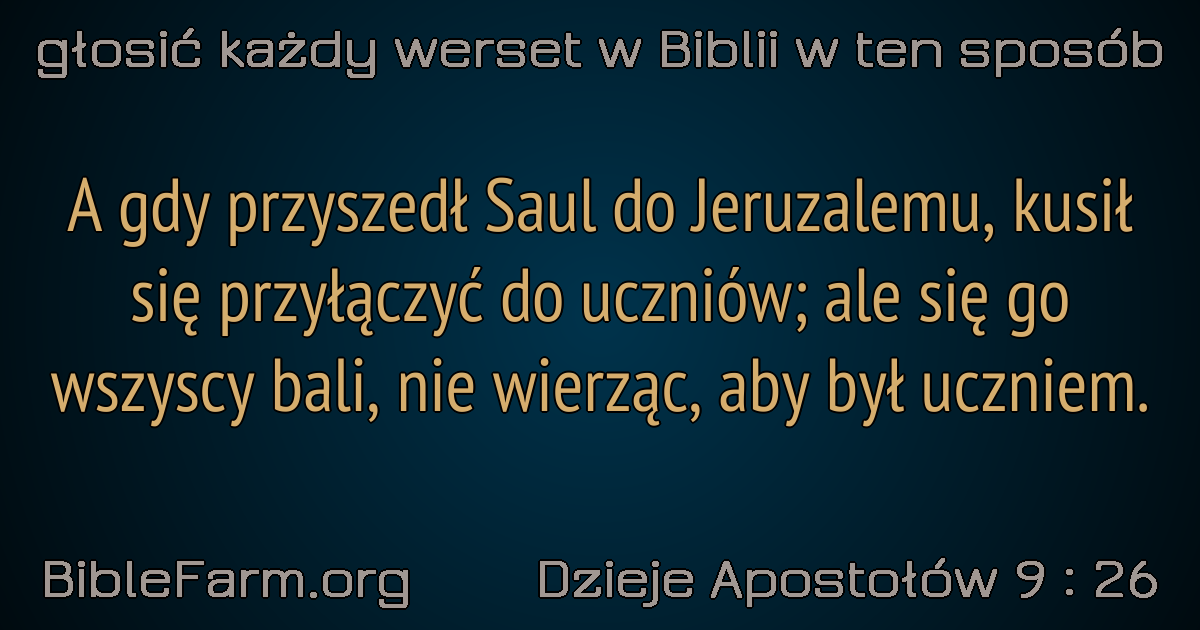 głosić każdy werset w Biblii w ten sposób
A gdy przyszedł Saul do Jeruzalemu, kusił
się przyłączyć do uczniów; ale się go
wszyscy bali, nie wierząc, aby był uczniem.
BibleFarm.org
Dzieje Apostołów 9 : 26